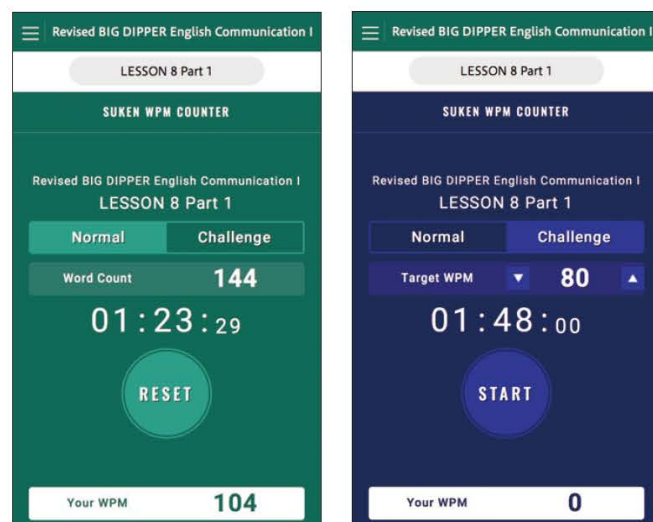 Revised BIG DIPPER English Communication I
LESSON 8 Part 1
SUKEN WPM COUNTER
Revised BIG DIPPER English Communication I
LESSON 8 Part 1
Normal Challenge
Word Count 144
01:23:29
RESET
Your WPM 104
Revised BIG DIPPER English Communication I
LESSON 8 Part 1
SUKEN WPM COUNTER
Revised BIG DIPPER English Communication I
LESSON 8 Part 1
Normal Challenge
Target WPM ▼ 80 ▲
01:48:00
START
Your WPM 0